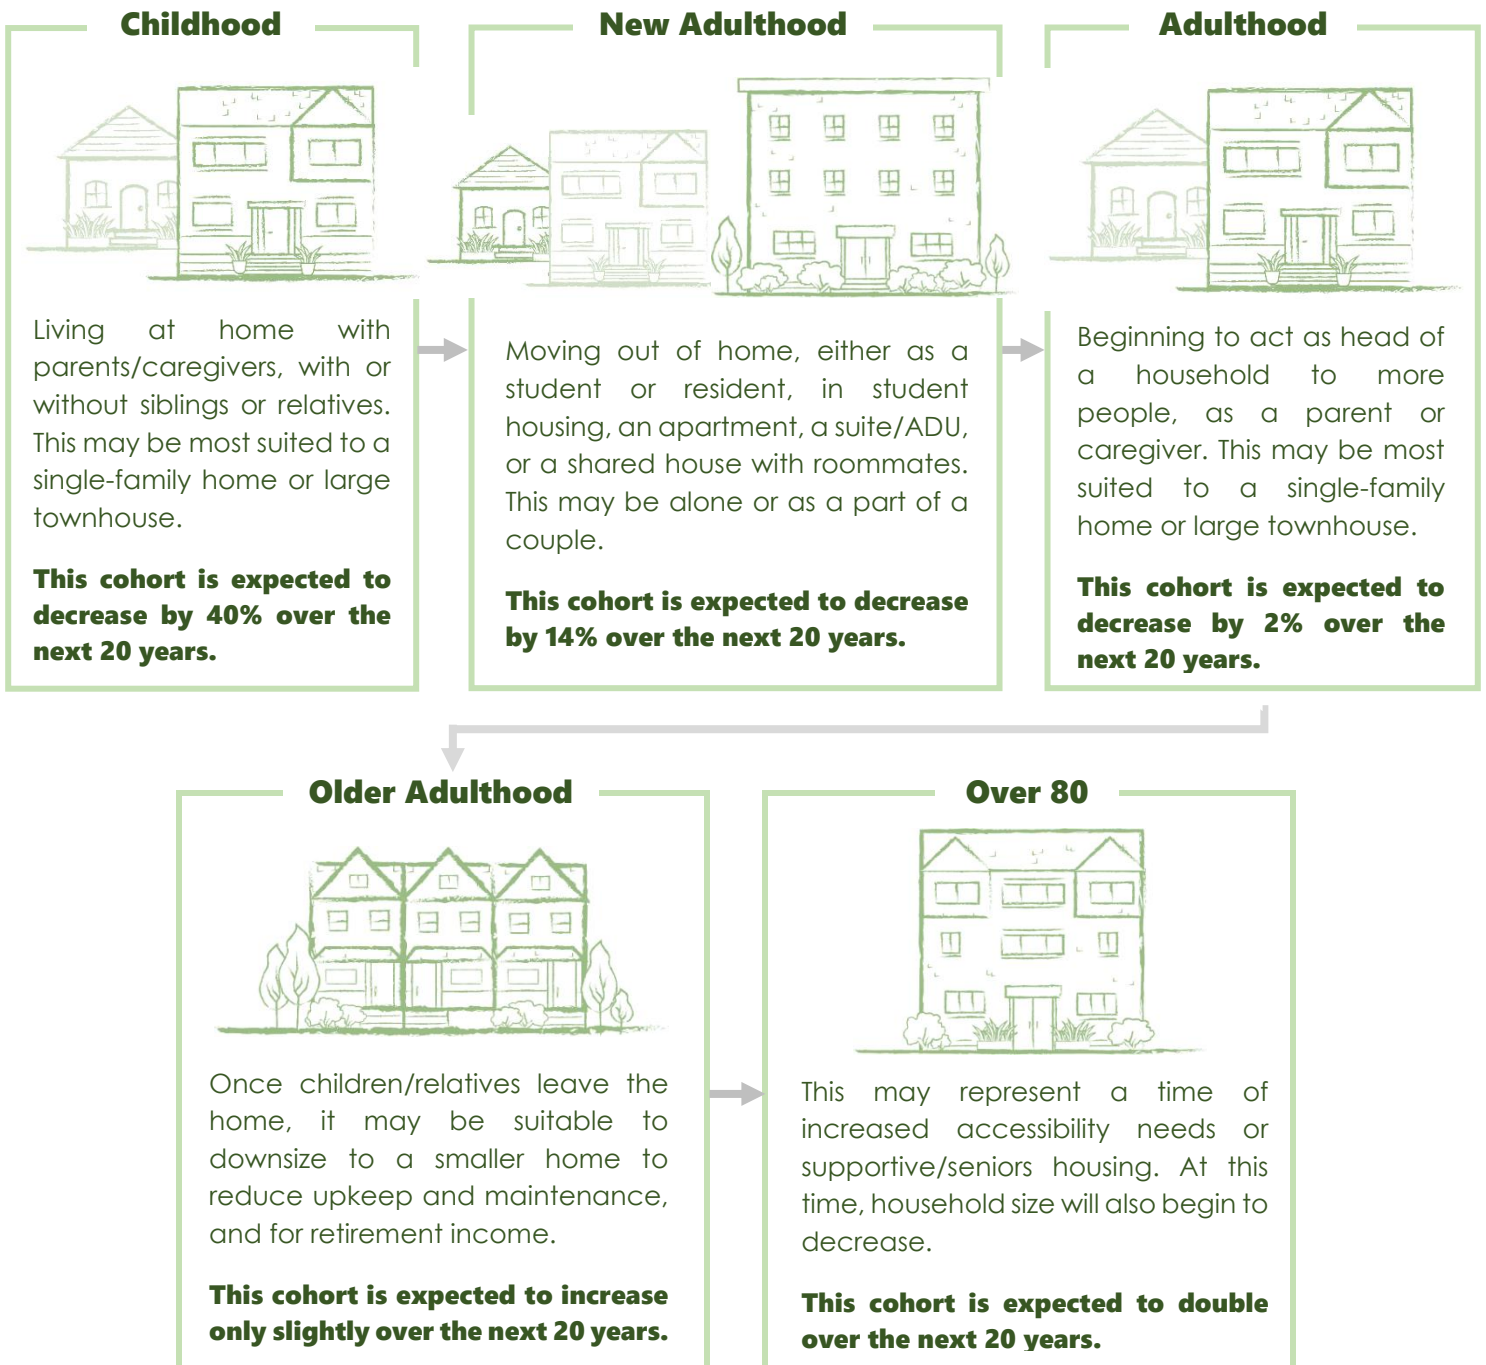 Childhood
Living at home with
parents/caregivers, with or
without siblings or relatives.
This may be most suited to a
single-family home or large
townhouse.
This cohort is expected to
decrease by 40% over the
next 20 years.
New Adulthood
Moving out of home, either as a
student or resident, in student
housing, an apartment, a suite/ADU,
or a shared house with roommates.
This may be alone or as a part of a
couple.
This cohort is expected to decrease
by 14% over the next 20 years.
Adulthood
Beginning to act as head of
a household to more
people, as a parent or
caregiver. This may be most
suited to a single-family
home or large townhouse.
This cohort is expected to
decrease by 2% over the
next 20 years.
Older Adulthood
Once children/relatives leave the
home, it may be suitable to
downsize to a smaller home to
reduce upkeep and maintenance,
and for retirement income.
This cohort is expected to increase
only slightly over the next 20 years.
Over 80
This may represent a time of
increased accessibility needs or
supportive/seniors housing. At this
time, household size will also begin to
decrease.
This cohort is expected to double
over the next 20 years.